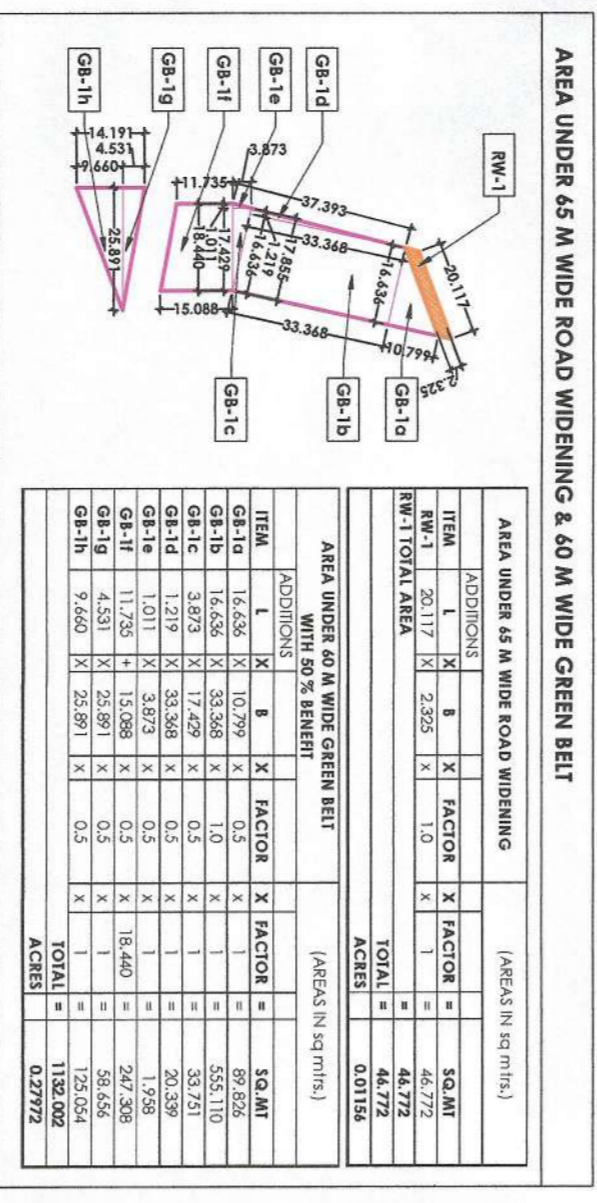 AREA UNDER 65 M WIDE ROAD WIDENING & 60 M WIDE GREEN BELT
RW-1
20.117
2.325
GB-1d
GB-1e
GB-1f
GB-1g
GB-1h
GB-1a
GB-1b
GB-1c
37.393
33.368
16.636
10.799
33.368
17.855
1.219
16.636
3.873
17.429
1.011
18.440
11.735
15.088
14.191
4.531
9.660
25.891
AREA UNDER 65 M WIDE ROAD WIDENING (AREAS IN sq mtrs.)
ADDITIONS
ITEM L X B X FACTOR X FACTOR = SQ.MT
RW-1 20.117 X 2.325 x 1.0 x 1 = 46.772
RW-1 TOTAL AREA = 46.772
TOTAL = 46.772
ACRES 0.01156
AREA UNDER 60 M WIDE GREEN BELT (AREAS IN sq mtrs.)
WITH 50 % BENEFIT
ADDITIONS
ITEM L X B X FACTOR X FACTOR = SQ.MT
GB-1a 16.636 X 10.799 x 0.5 x 1 = 89.826
GB-1b 16.636 X 33.368 x 1.0 x 1 = 555.110
GB-1c 3.873 X 17.429 x 0.5 x 1 = 33.751
GB-1d 1.219 X 33.368 x 0.5 x 1 = 20.339
GB-1e 1.011 X 3.873 x 0.5 x 1 = 1.958
GB-1f 11.735 + 15.088 x 0.5 x 18.440 = 247.308
GB-1g 4.531 X 25.891 x 0.5 x 1 = 58.656
GB-1h 9.660 X 25.891 x 0.5 x 1 = 125.054
TOTAL = 1132.002
ACRES 0.27972